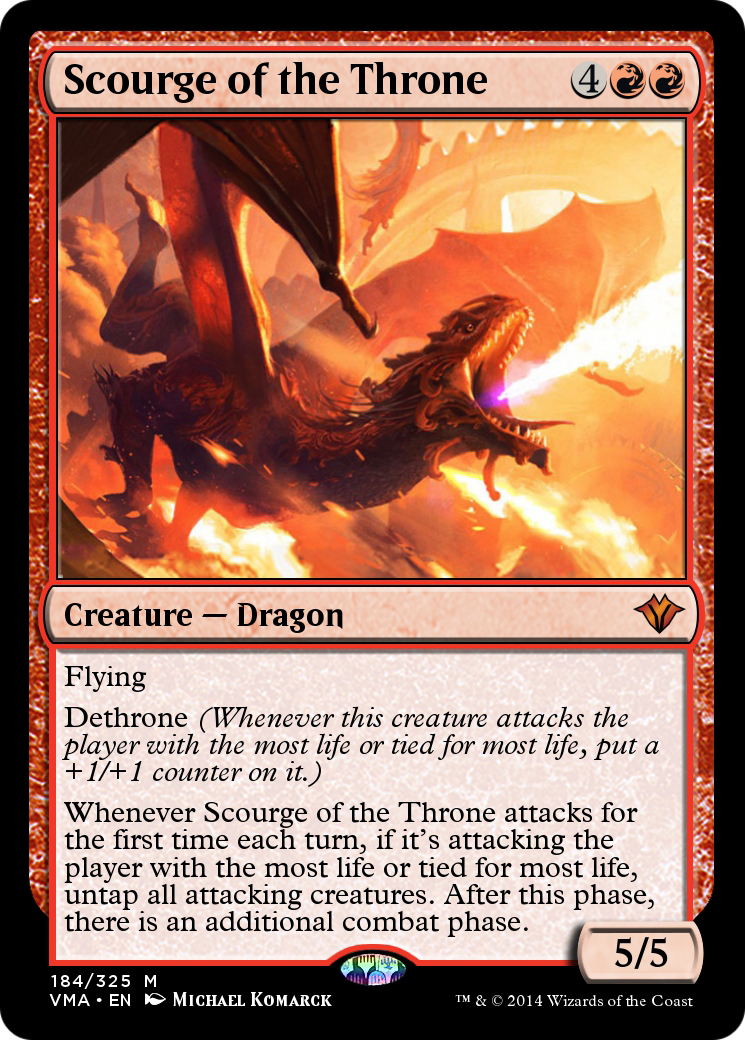 Scourge of the Throne 4
Creature — Dragon
Flying
Dethrone (Whenever this creature attacks the
player with the most life or tied for most life, put a
+1/+1 counter on it.)
Whenever Scourge of the Throne attacks for
the first time each turn, if it's attacking the
player with the most life or tied for most life,
untap all attacking creatures. After this phase,
there is an additional combat phase.
5/5
184/325 M
VMA • EN Michael Komarck
™ & © 2014 Wizards of the Coast